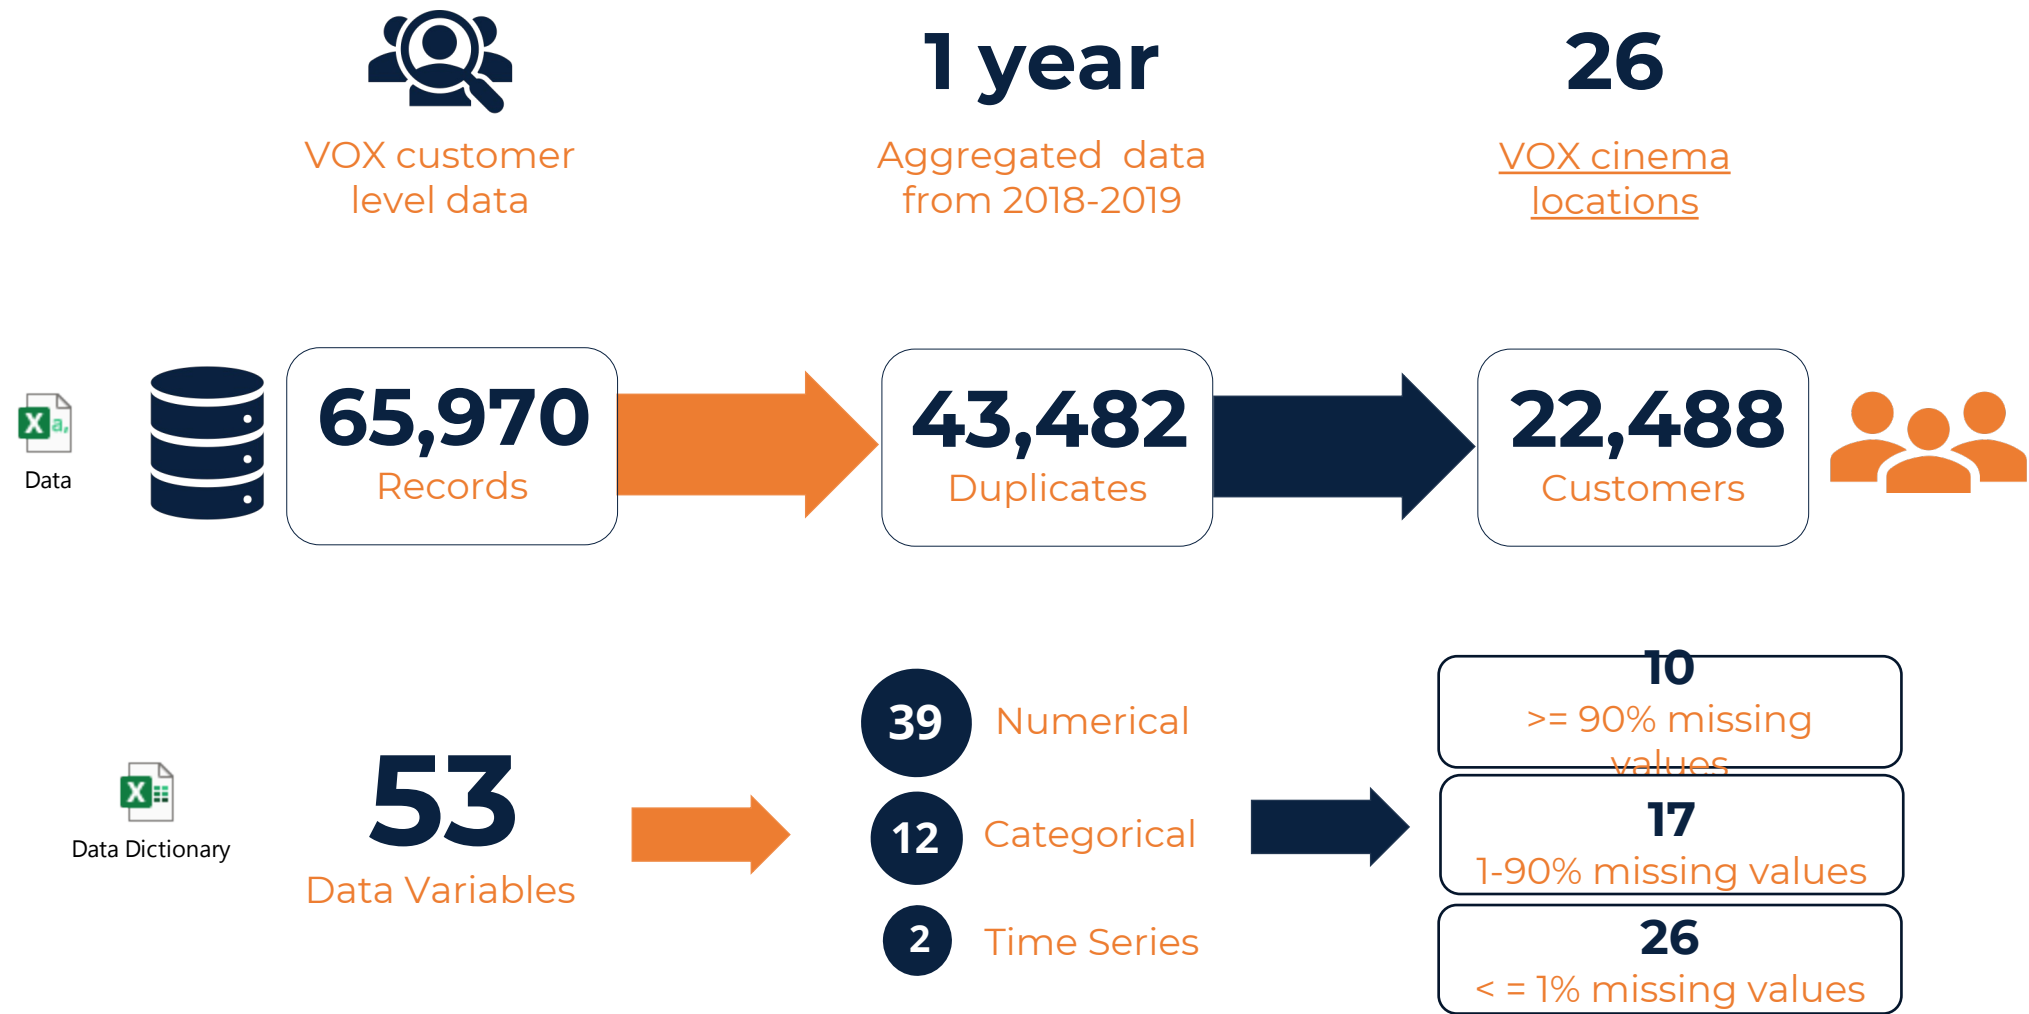 1 year
26
VOX customer
level data
Aggregated data
from 2018-2019
VOX cinema
locations
X a,
Data
65,970
Records
43,482
Duplicates
22,488
Customers
X
Data Dictionary
53
Data Variables
39
Numerical
12
Categorical
2
Time Series
10
>= 90% missing
values
17
1-90% missing values
26
< = 1% missing values